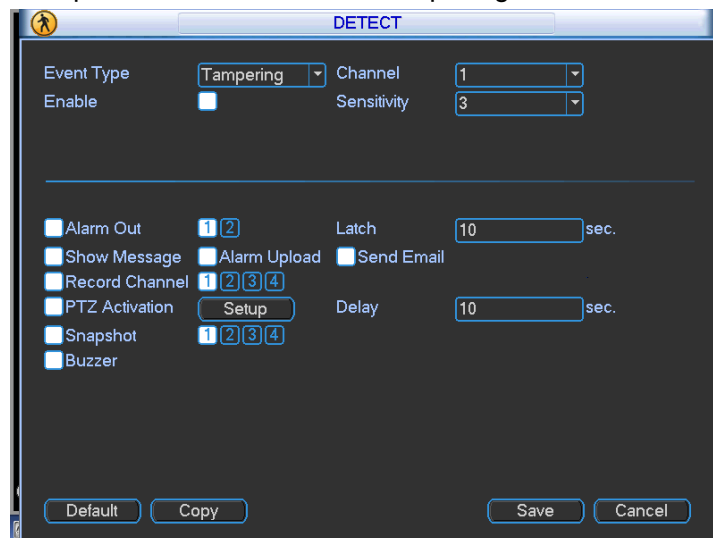 DETECT
Event Type Tampering Channel 1
Enable Sensitivity 3
Alarm Out 1 2 Latch 10 sec.
Show Message Alarm Upload Send Email
Record Channel 1 2 3 4
PTZ Activation Setup Delay 10 sec.
Snapshot 1 2 3 4
Buzzer
Default Copy Save Cancel